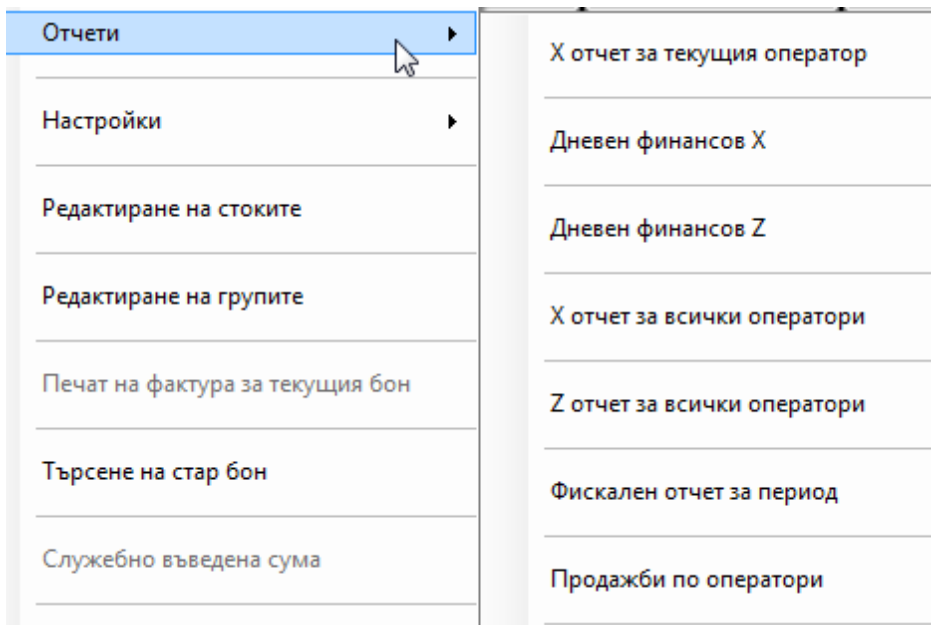 Отчети
Настройки
Редактиране на стоките
Редактиране на групите
Печат на фактура за текущия бон
Търсене на стар бон
Служебно въведена сума
X отчет за текущия оператор
Дневен финансов X
Дневен финансов Z
X отчет за всички оператори
Z отчет за всички оператори
Фискален отчет за период
Продажби по оператори